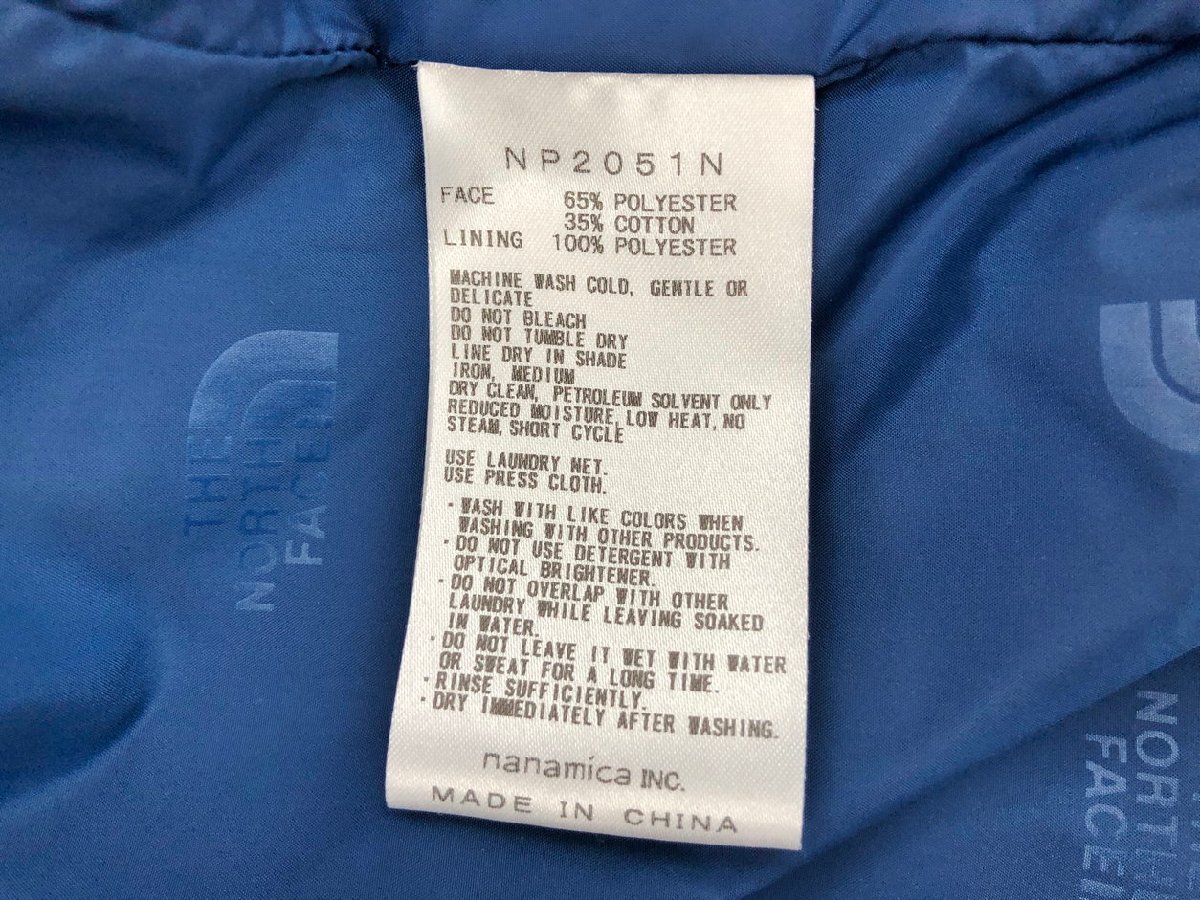 NP2051N
FACE 65% POLYESTER
35% COTTON
LINING 100% POLYESTER
MACHINE WASH COLD, GENTLE OR
DELICATE
DO NOT BLEACH
DO NOT TUMBLE DRY
LINE DRY IN SHADE
IRON, MEDIUM
DRY CLEAN, PETROLEUM SOLVENT ONLY
REDUCED MOISTURE, LOW HEAT, NO
STEAM, SHORT CYCLE
USE LAUNDRY NET.
USE PRESS CLOTH.
・WASH WITH LIKE COLORS WHEN
WASHING WITH OTHER PRODUCTS.
・DO NOT USE DETERGENT WITH
OPTICAL BRIGHTENER.
・DO NOT OVERLAP WITH OTHER
LAUNDRY WHILE LEAVING SOAKED
IN WATER.
・DO NOT LEAVE IT WET WITH WATER
OR SWEAT FOR A LONG TIME.
・RINSE SUFFICIENTLY.
・DRY IMMEDIATELY AFTER WASHING.
nanamica INC.
MADE IN CHINA
THE
NORTH
FACE
NORTH
FACE